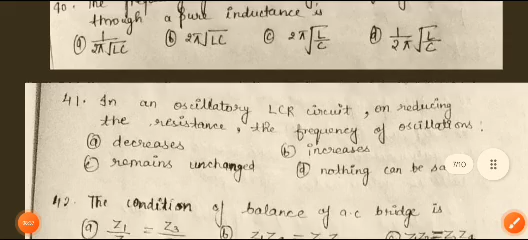 40. The
through a pure inductance is
(a) 1/2π√LC (b) 2π√LC (c) 2π√L/C (d) 1/2π√L/C
41. In an oscillatory LCR circuit, on reducing
the resistance, the frequency of oscillations:
(a) decreases (b) increases
(c) remains unchanged (d) nothing can be sa
7/10
42. The condition of balance of a.c bridge is
(a) Z1 = Z3 (b)